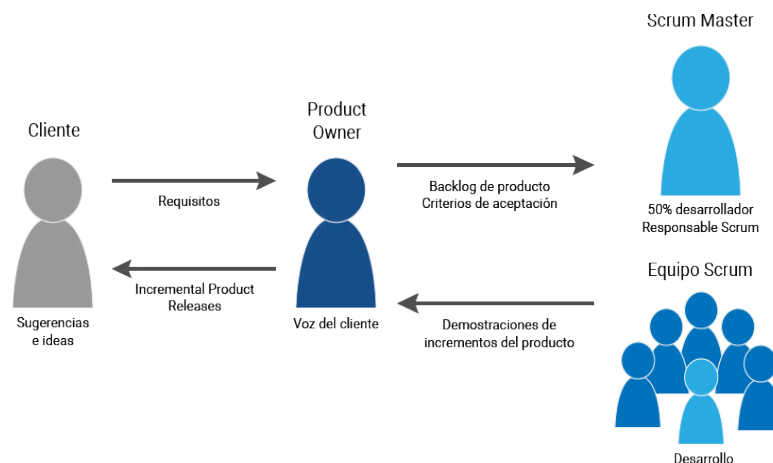 Scrum Master
Cliente
Product
Owner
Requisitos
Backlog de producto
Criterios de aceptación
50% desarrollador
Responsable Scrum
Incremental Product
Releases
Equipo Scrum
Sugerencias
e ideas
Voz del cliente
Demostraciones de
incrementos del producto
Desarrollo